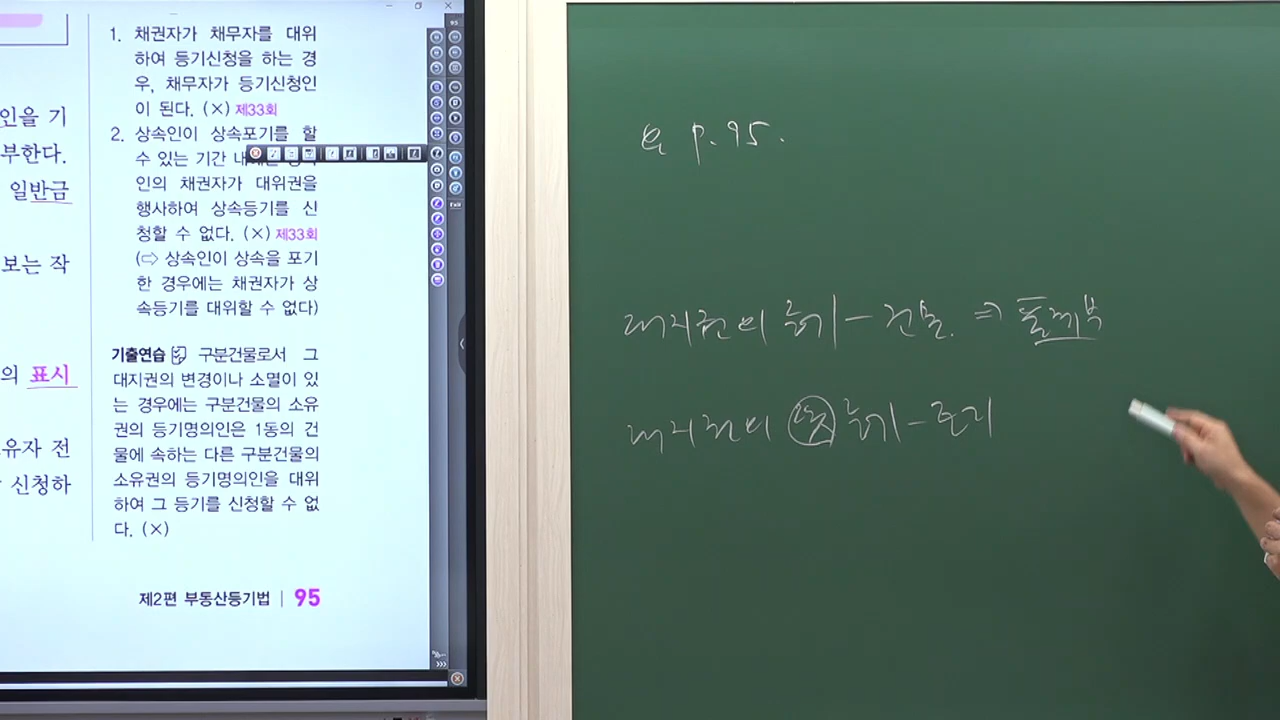 인을 기
부한다.
일반금
보는 작
의 표시
유자 전
신청하
1. 채권자가 채무자를 대위
하여 등기신청을 하는 경
우, 채무자가 등기신청인
이 된다. (×) 제33회
2. 상속인이 상속포기를 할
수 있는 기간
인의 채권자가 대위권을
행사하여 상속등기를 신
청할 수 없다. (×) 제33회
(⇨ 상속인이 상속을 포기
한 경우에는 채권자가 상
속등기를 대위할 수 없다)
기출연습 구분건물로서 그
대지권의 변경이나 소멸이 있
는 경우에는 구분건물의 소유
권의 등기명의인은 1동의 건
물에 속하는 다른 구분건물의
소유권의 등기명의인을 대위
하여 그 등기를 신청할 수 없
다. (×)
제2편 부동산등기법 | 95
95
p.95.
대지권의 등기 - 건물. ⇒ 표제부
대지권의 뜻 등기 - 토지